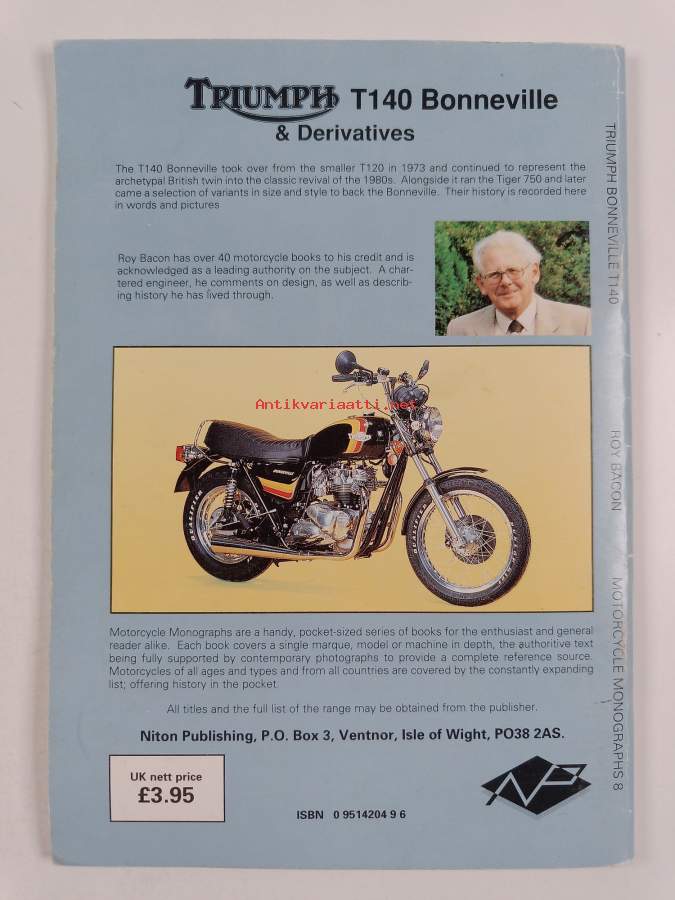 TRIUMPH T140 Bonneville
& Derivatives
The T140 Bonneville took over from the smaller T120 in 1973 and continued to represent the
archetypal British twin into the classic revival of the 1980s. Alongside it ran the Tiger 750 and later
came a selection of variants in size and style to back the Bonneville. Their history is recorded here
in words and pictures
Roy Bacon has over 40 motorcycle books to his credit and is
acknowledged as a leading authority on the subject. A char-
tered engineer, he comments on design, as well as describ-
ing history he has lived through.
Antikvariaatti.net
QUALIFIER
QUALIFIER
Motorcycle Monographs are a handy, pocket-sized series of books for the enthusiast and general
reader alike. Each book covers a single marque, model or machine in depth, the authoritive text
being fully supported by contemporary photographs to provide a complete reference source.
Motorcycles of all ages and types and from all countries are covered by the constantly expanding
list; offering history in the pocket.
All titles and the full list of the range may be obtained from the publisher.
Niton Publishing, P.O. Box 3, Ventnor, Isle of Wight, PO38 2AS.
UK nett price
£3.95
NP
ISBN 0 9514204 9 6
TRIUMPH BONNEVILLE T140 ROY BACON MOTORCYCLE MONOGRAPHS 8